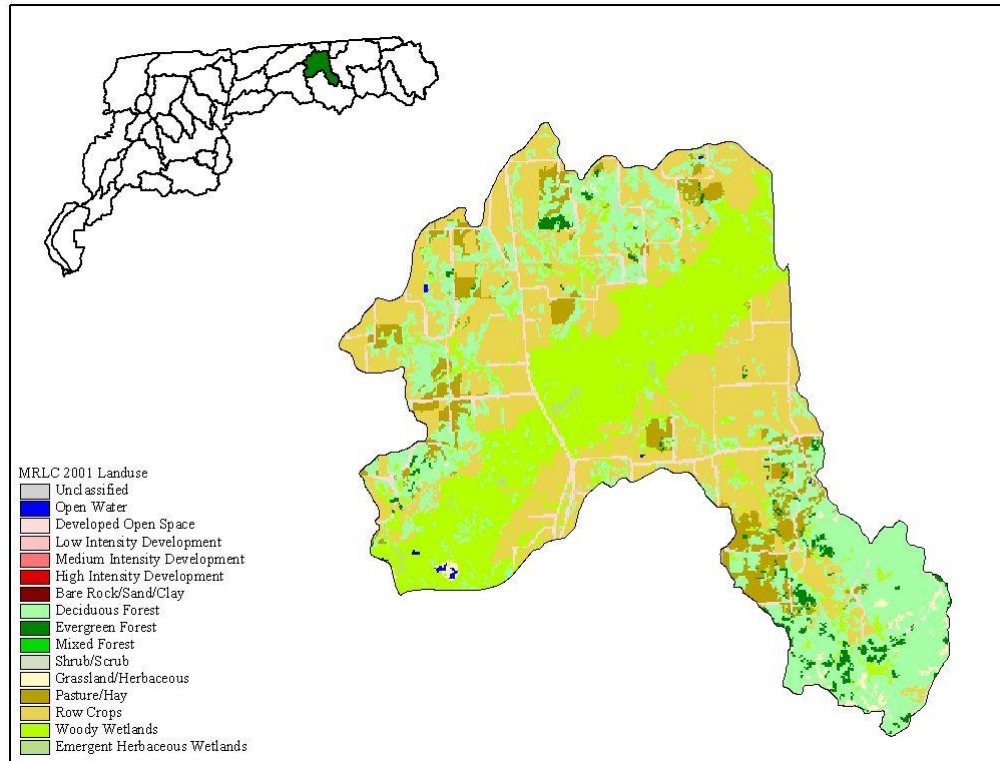 MRLC 2001 Landuse
Unclassified
Open Water
Developed Open Space
Low Intensity Development
Medium Intensity Development
High Intensity Development
Bare Rock/Sand/Clay
Deciduous Forest
Evergreen Forest
Mixed Forest
Shrub/Scrub
Grassland/Herbaceous
Pasture/Hay
Row Crops
Woody Wetlands
Emergent Herbaceous Wetlands